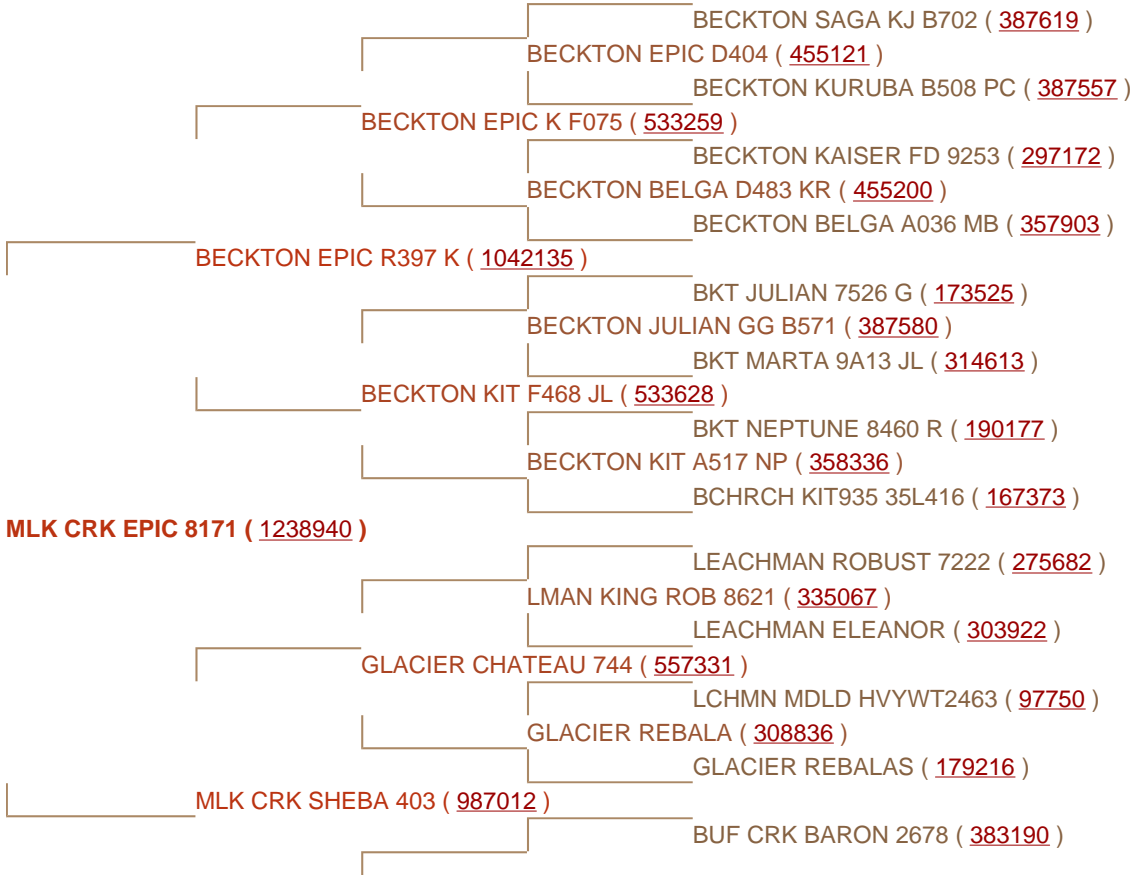 BECKTON SAGA KJ B702 ( 387619 )
BECKTON EPIC D404 ( 455121 )
BECKTON KURUBA B508 PC ( 387557 )
BECKTON EPIC K F075 ( 533259 )
BECKTON KAISER FD 9253 ( 297172 )
BECKTON BELGA D483 KR ( 455200 )
BECKTON BELGA A036 MB ( 357903 )
BECKTON EPIC R397 K ( 1042135 )
BKT JULIAN 7526 G ( 173525 )
BECKTON JULIAN GG B571 ( 387580 )
BKT MARTA 9A13 JL ( 314613 )
BECKTON KIT F468 JL ( 533628 )
BKT NEPTUNE 8460 R ( 190177 )
BECKTON KIT A517 NP ( 358336 )
BCHRCH KIT935 35L416 ( 167373 )
MLK CRK EPIC 8171 ( 1238940 )
LEACHMAN ROBUST 7222 ( 275682 )
LMAN KING ROB 8621 ( 335067 )
LEACHMAN ELEANOR ( 303922 )
GLACIER CHATEAU 744 ( 557331 )
LCHMN MDLD HVYWT2463 ( 97750 )
GLACIER REBALA ( 308836 )
GLACIER REBALAS ( 179216 )
MLK CRK SHEBA 403 ( 987012 )
BUF CRK BARON 2678 ( 383190 )